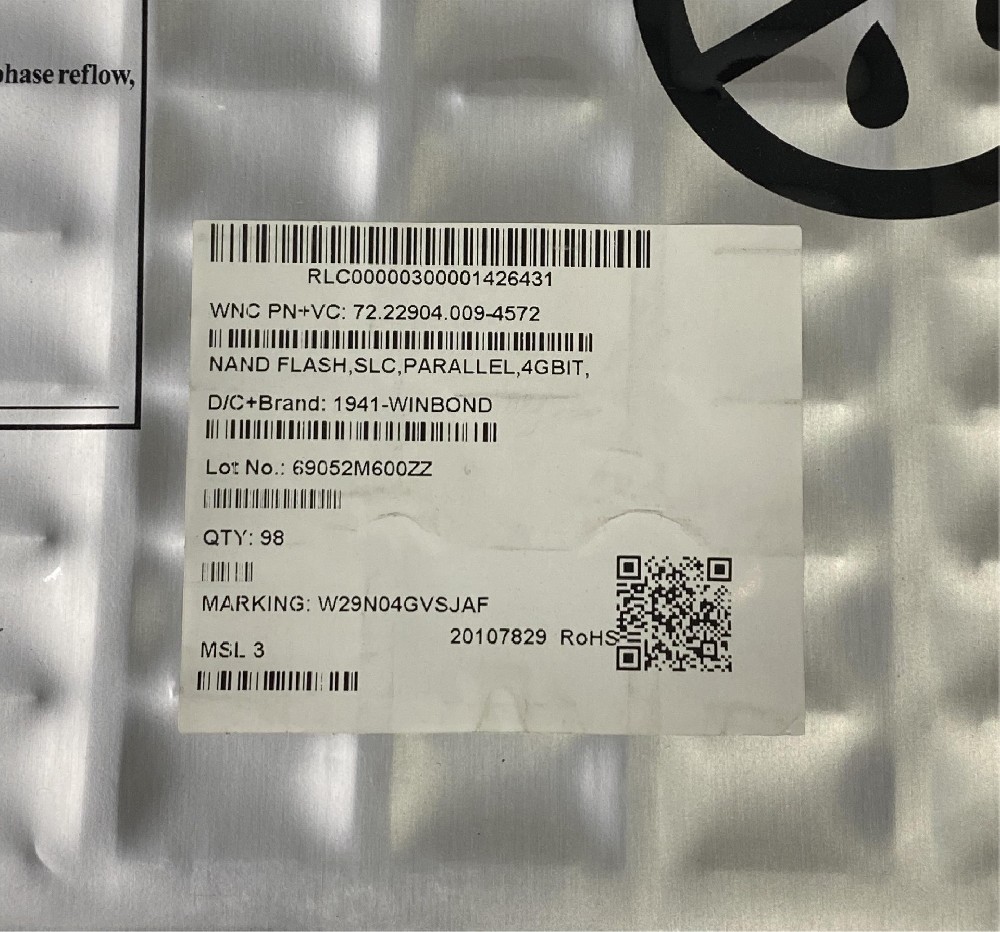 phase reflow,
RLC00000300001426431
WNC PN+VC: 72.22904.009-4572
NAND FLASH,SLC,PARALLEL,4GBIT,
D/C+Brand: 1941-WINBOND
Lot No.: 69052M600ZZ
QTY: 98
MARKING: W29N04GVSJAF
20107829 RoHS
MSL 3